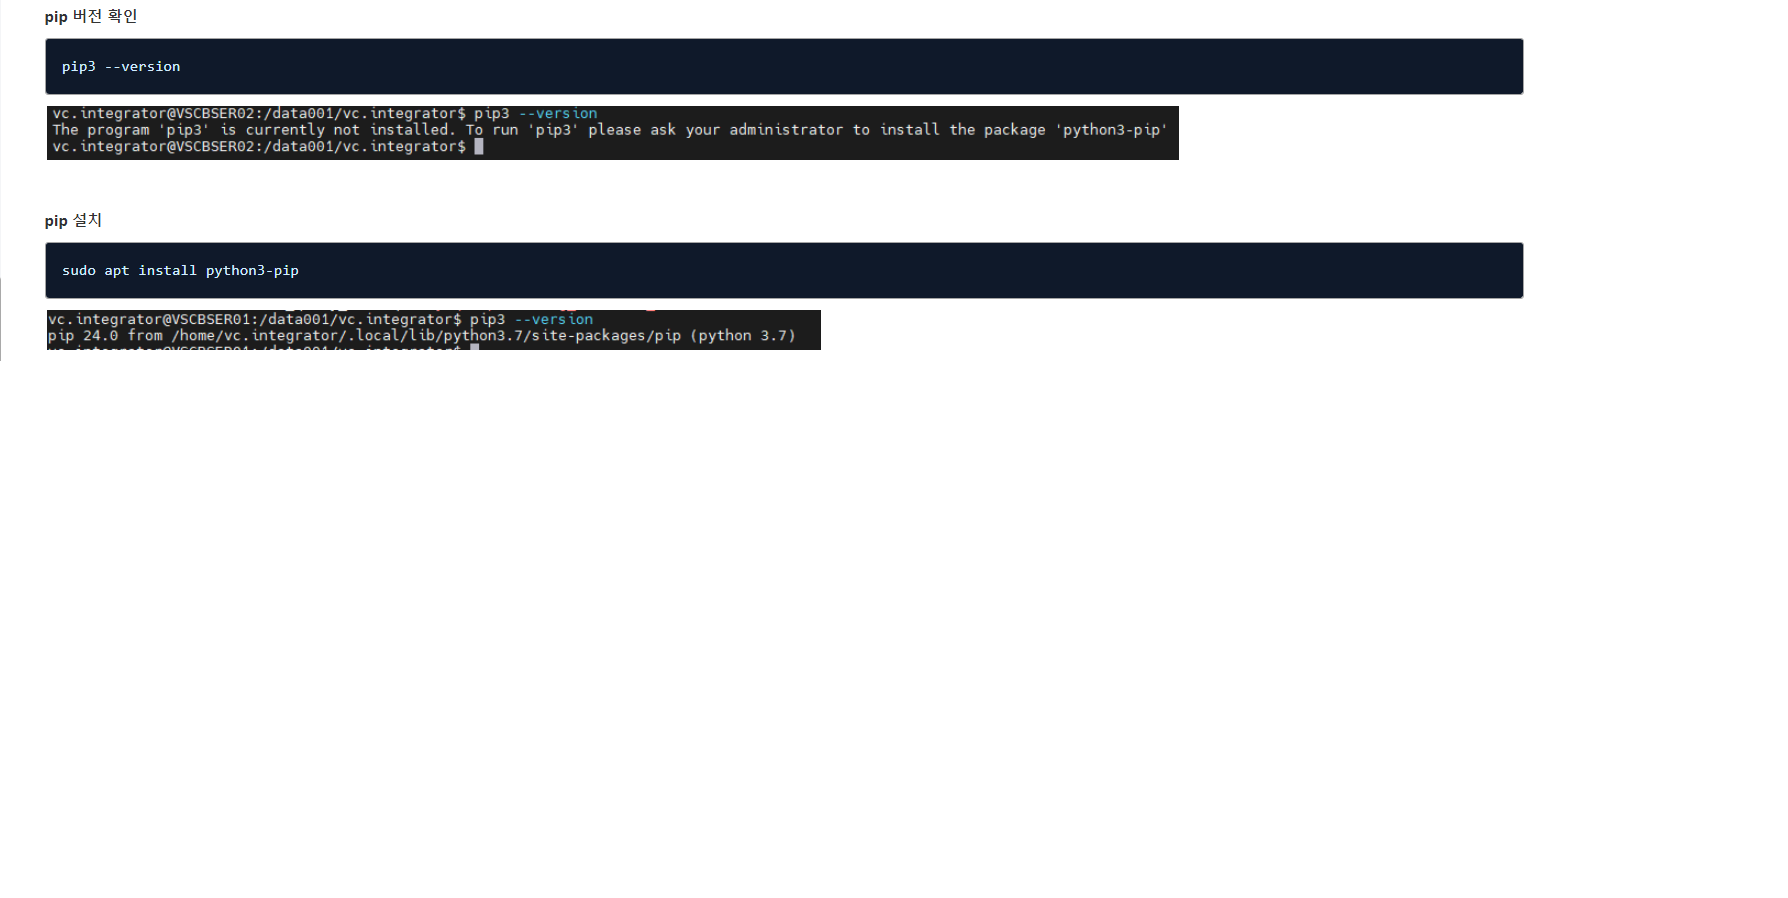 pip 버전 확인
pip3 --version
vc.integrator@VSCBSER02:/data001/vc.integrator$ pip3 --version
The program 'pip3' is currently not installed. To run 'pip3' please ask your administrator to install the package 'python3-pip'
vc.integrator@VSCBSER02:/data001/vc.integrator$
pip 설치
sudo apt install python3-pip
vc.integrator@VSCBSER01:/data001/vc.integrator$ pip3 --version
pip 24.0 from /home/vc.integrator/.local/lib/python3.7/site-packages/pip (python 3.7)